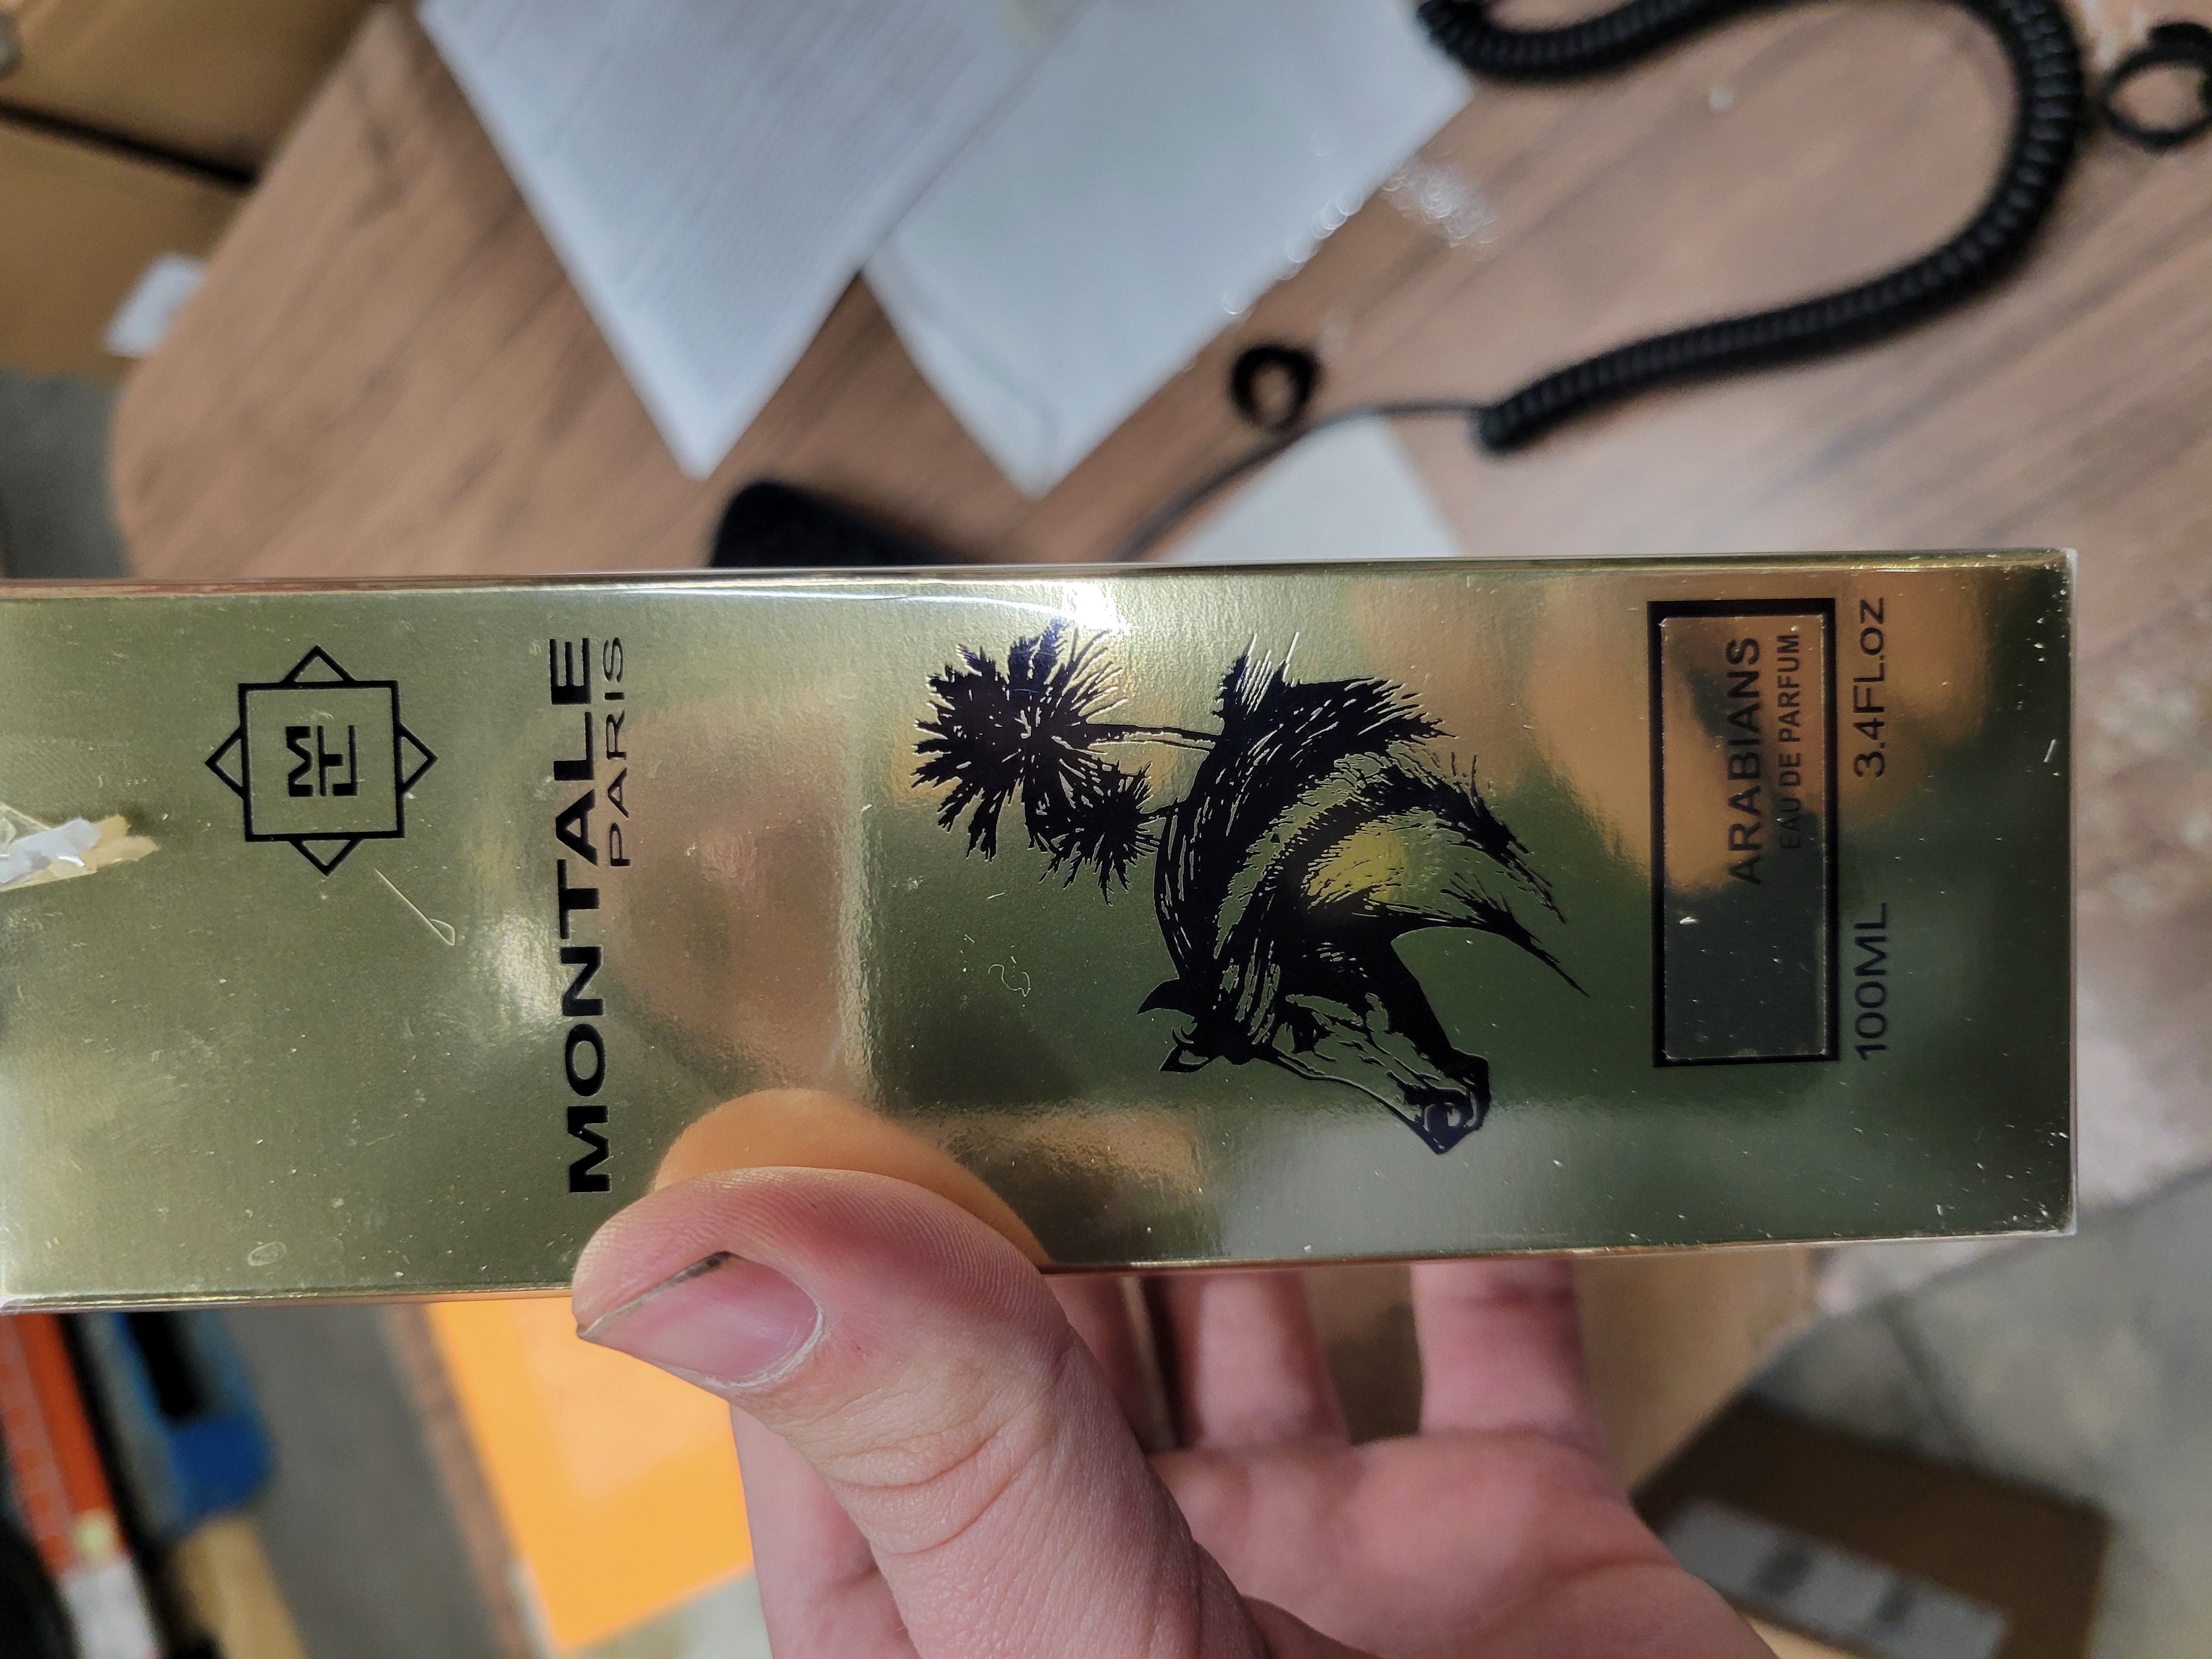 MONTALE
PARIS
ARABIANS
EAU DE PARFUM
100ML 3.4FL.OZ